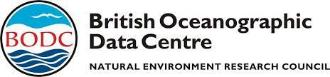 BODC
British Oceanographic
Data Centre
NATURAL ENVIRONMENT RESEARCH COUNCIL